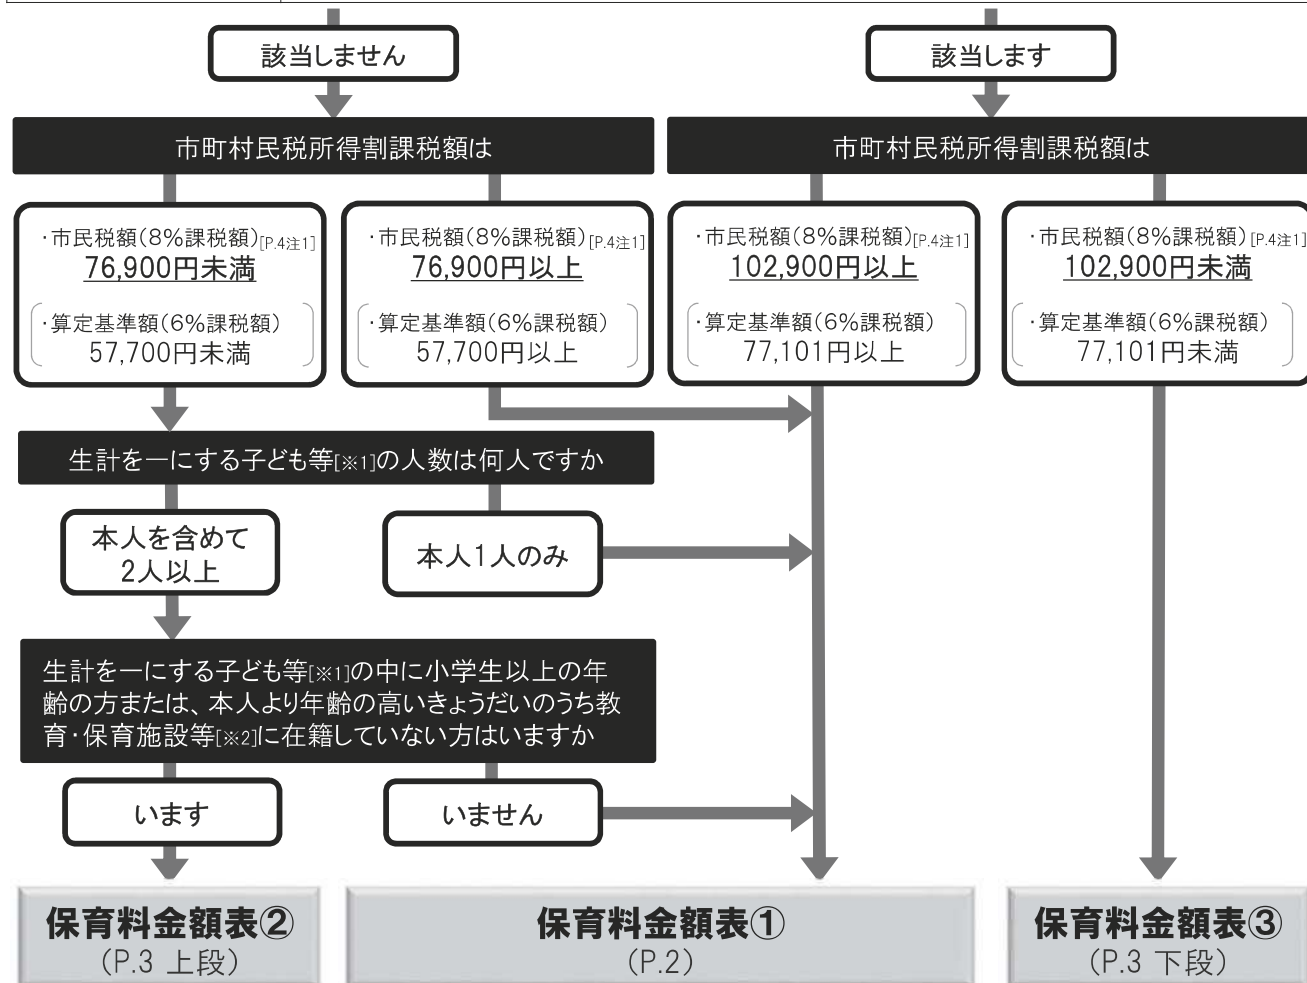 該当しません
該当します
市町村民税所得割課税額は
市町村民税所得割課税額は
・市民税額(8%課税額)[P.4注1]
76,900円未満
・算定基準額(6%課税額)
57,700円未満
・市民税額(8%課税額)[P.4注1]
76,900円以上
・算定基準額(6%課税額)
57,700円以上
・市民税額(8%課税額)[P.4注1]
102,900円以上
・算定基準額(6%課税額)
77,101円以上
・市民税額(8%課税額)[P.4注1]
102,900円未満
・算定基準額(6%課税額)
77,101円未満
生計を一にする子ども等[※1]の人数は何人ですか
本人を含めて
2人以上
本人1人のみ
生計を一にする子ども等[※1]の中に小学生以上の年
齢の方または、本人より年齢の高いきょうだいのうち教
育・保育施設等[※2]に在籍していない方はいますか
います
いません
保育料金額表②
(P.3 上段)
保育料金額表①
(P.2)
保育料金額表③
(P.3 下段)